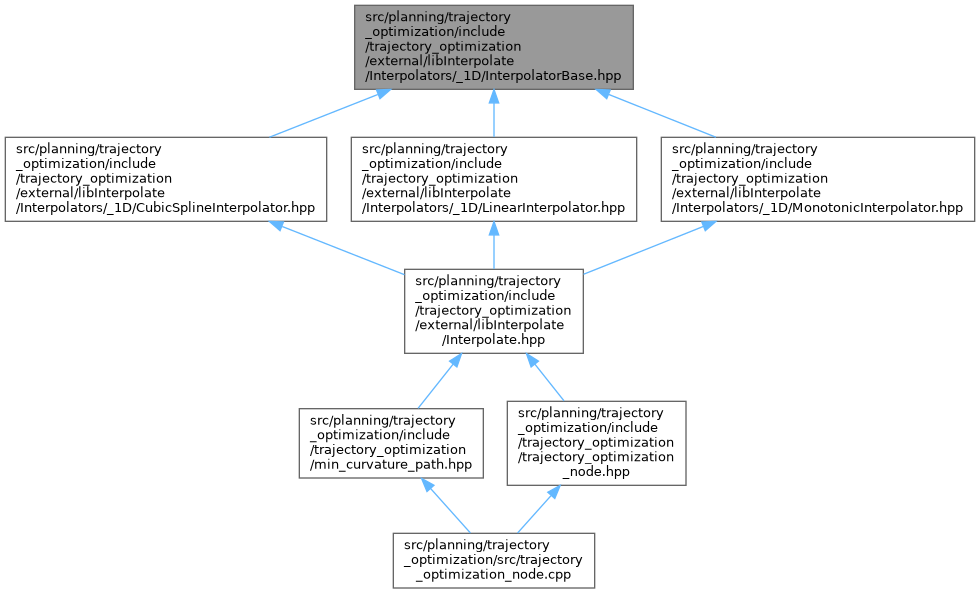 src/planning/trajectory
_optimization/include
/trajectory_optimization
/external/libInterpolate
/Interpolators/_1D/InterpolatorBase.hpp
src/planning/trajectory
_optimization/include
/trajectory_optimization
/external/libInterpolate
/Interpolators/_1D/CubicSplineInterpolator.hpp
src/planning/trajectory
_optimization/include
/trajectory_optimization
/external/libInterpolate
/Interpolators/_1D/LinearInterpolator.hpp
src/planning/trajectory
_optimization/include
/trajectory_optimization
/external/libInterpolate
/Interpolators/_1D/MonotonicInterpolator.hpp
src/planning/trajectory
_optimization/include
/trajectory_optimization
/external/libInterpolate
/Interpolate.hpp
src/planning/trajectory
_optimization/include
/trajectory_optimization
/min_curvature_path.hpp
src/planning/trajectory
_optimization/include
/trajectory_optimization
/trajectory_optimization
_node.hpp
src/planning/trajectory
_optimization/src/trajectory
_optimization_node.cpp